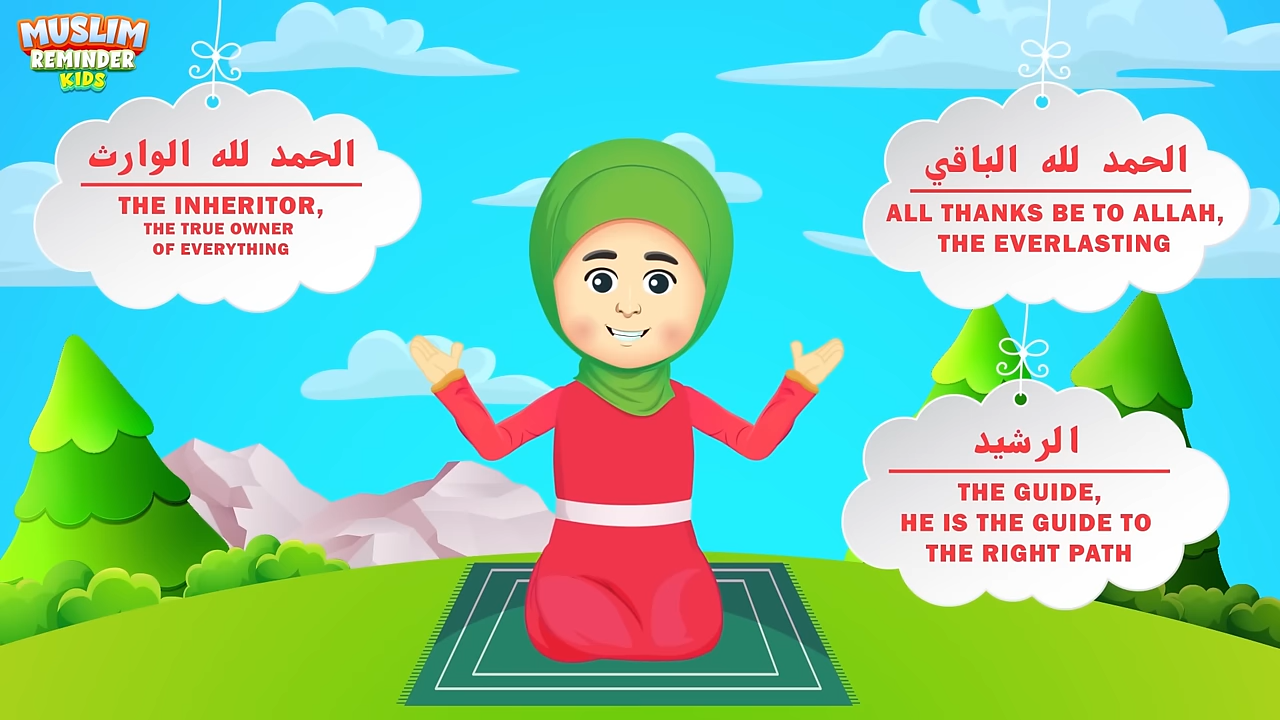 MUSLIM
REMINDER
KIDS
الحمد لله الوارث
THE INHERITOR,
THE TRUE OWNER
OF EVERYTHING
الحمد لله الباقي
ALL THANKS BE TO ALLAH,
THE EVERLASTING
الرشيد
THE GUIDE,
HE IS THE GUIDE TO
THE RIGHT PATH